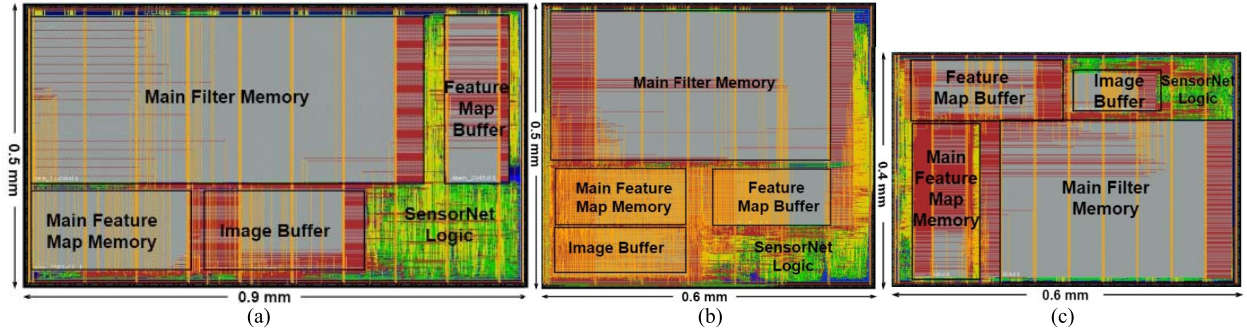 0.5 mm
Main Filter Memory
Feature
Map
Buffer
Main Feature
Map Memory
Image Buffer
SensorNet
Logic
0.9 mm
(a)
0.5 mm
Main Filter Memory
Main Feature
Map Memory
Feature
Map Buffer
Image Buffer
SensorNet
Logic
0.6 mm
(b)
0.4 mm
Feature
Map Buffer
Image
Buffer
SensorNet
Logic
Main
Feature
Map
Memory
Main Filter
Memory
0.6 mm
(c)